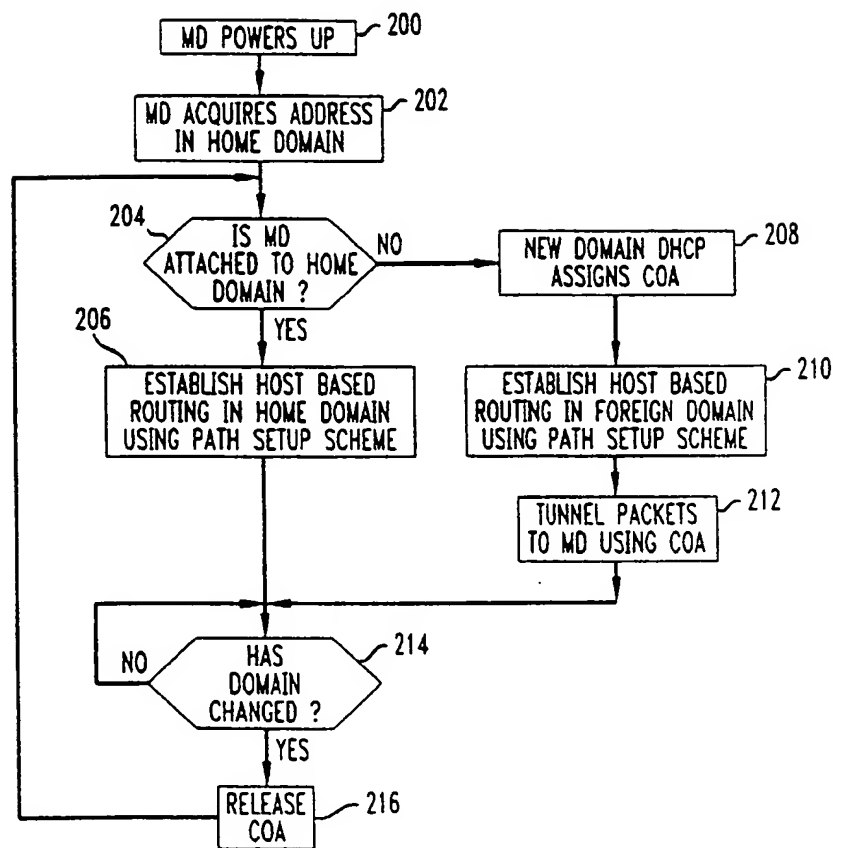 MD POWERS UP
200
MD ACQUIRES ADDRESS
IN HOME DOMAIN
202
204
IS MD
ATTACHED TO HOME
DOMAIN ?
NO
NEW DOMAIN DHCP
ASSIGNS COA
208
YES
206
ESTABLISH HOST BASED
ROUTING IN HOME DOMAIN
USING PATH SETUP SCHEME
ESTABLISH HOST BASED
ROUTING IN FOREIGN DOMAIN
USING PATH SETUP SCHEME
210
TUNNEL PACKETS
TO MD USING COA
212
NO
HAS
DOMAIN
CHANGED ?
214
YES
RELEASE
COA
216